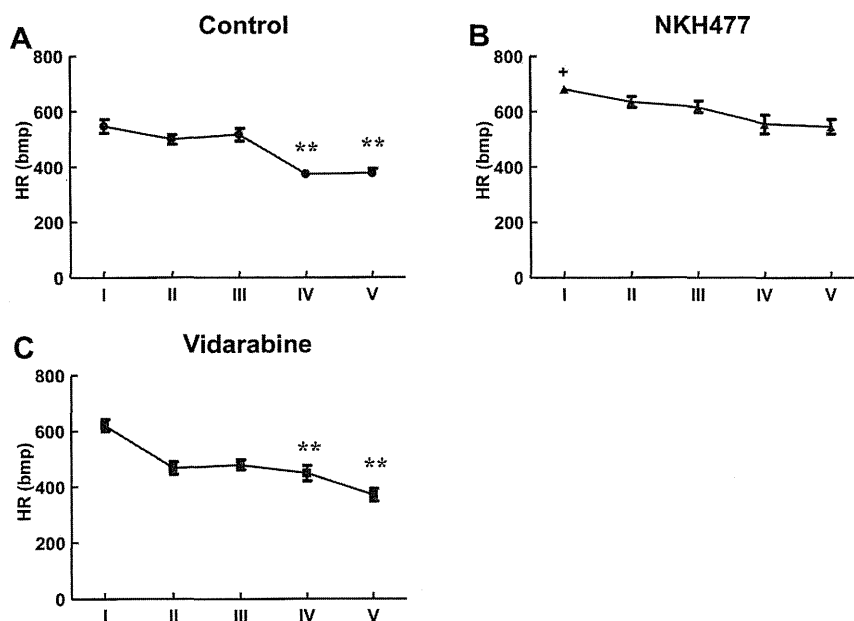 A
Control
HR (bmp)
800
600
400
200
0
**
**
I
II
III
IV
V
B
NKH477
HR (bmp)
800
600
400
200
0
+
I
II
III
IV
V
C
Vidarabine
HR (bmp)
800
600
400
200
0
**
**
I
II
III
IV
V